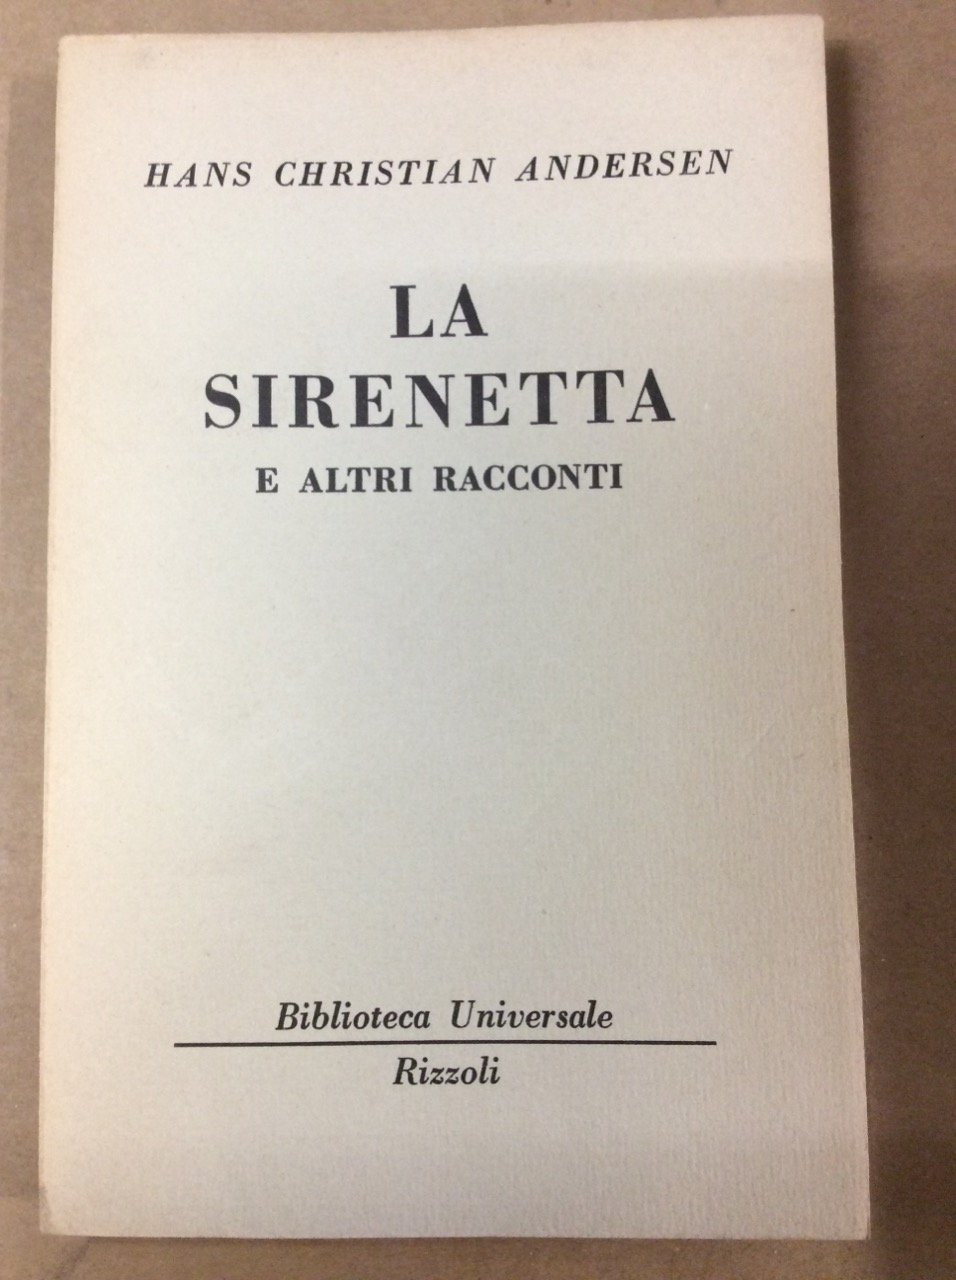 HANS CHRISTIAN ANDERSEN
LA
SIRENETTA
E ALTRI RACCONTI
Biblioteca Universale
Rizzoli